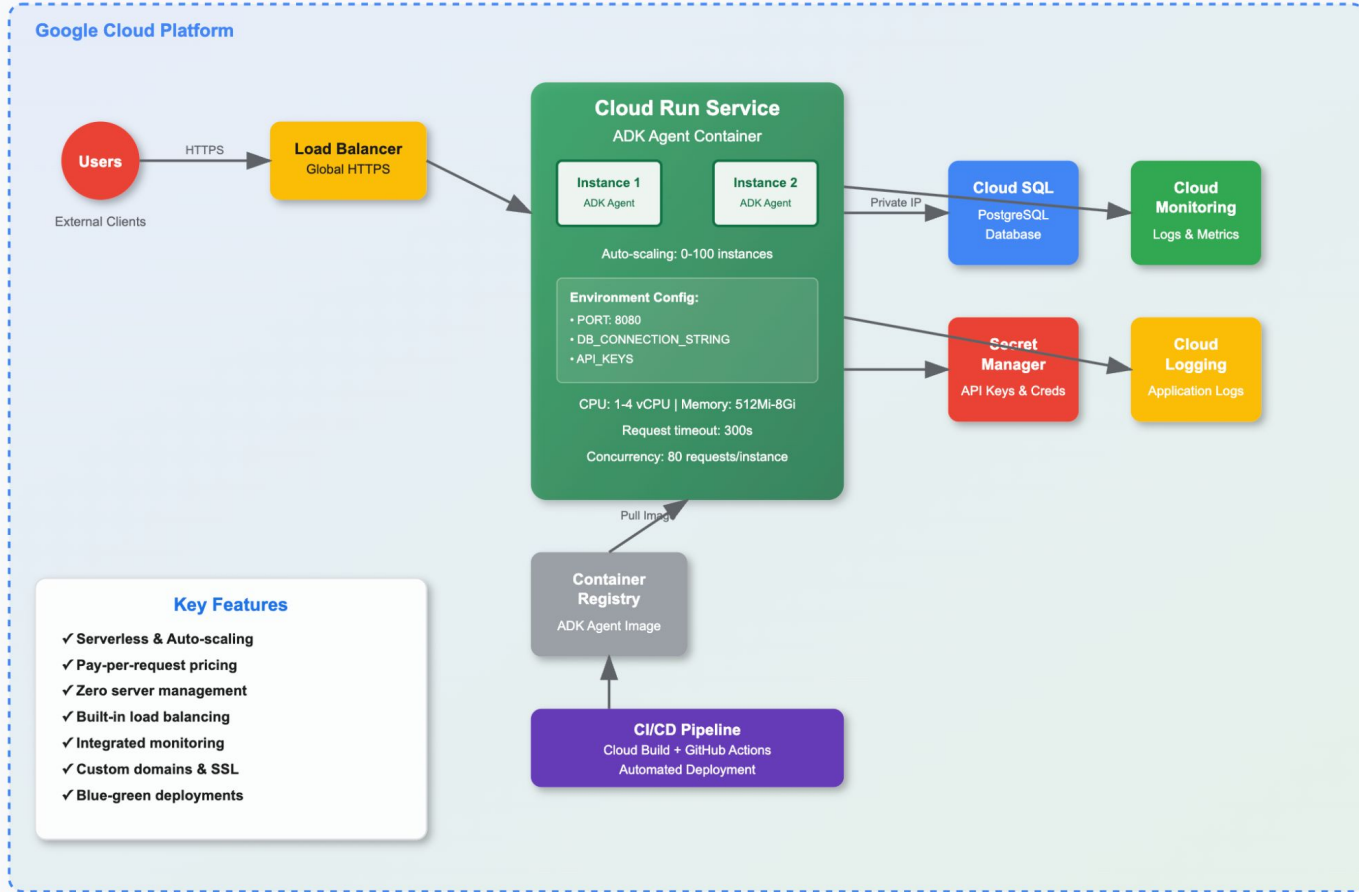 Google Cloud Platform
Users
External Clients
HTTPS
Load Balancer
Global HTTPS
Cloud Run Service
ADK Agent Container
Instance 1
ADK Agent
Instance 2
ADK Agent
Auto-scaling: 0-100 instances
Environment Config:
• PORT: 8080
• DB_CONNECTION_STRING
• API_KEYS
CPU: 1-4 vCPU | Memory: 512Mi-8Gi
Request timeout: 300s
Concurrency: 80 requests/instance
Private IP
Cloud SQL
PostgreSQL
Database
Cloud
Monitoring
Logs & Metrics
Secret
Manager
API Keys & Creds
Cloud
Logging
Application Logs
Pull Image
Container
Registry
ADK Agent Image
CI/CD Pipeline
Cloud Build + GitHub Actions
Automated Deployment
Key Features
✓ Serverless & Auto-scaling
✓ Pay-per-request pricing
✓ Zero server management
✓ Built-in load balancing
✓ Integrated monitoring
✓ Custom domains & SSL
✓ Blue-green deployments